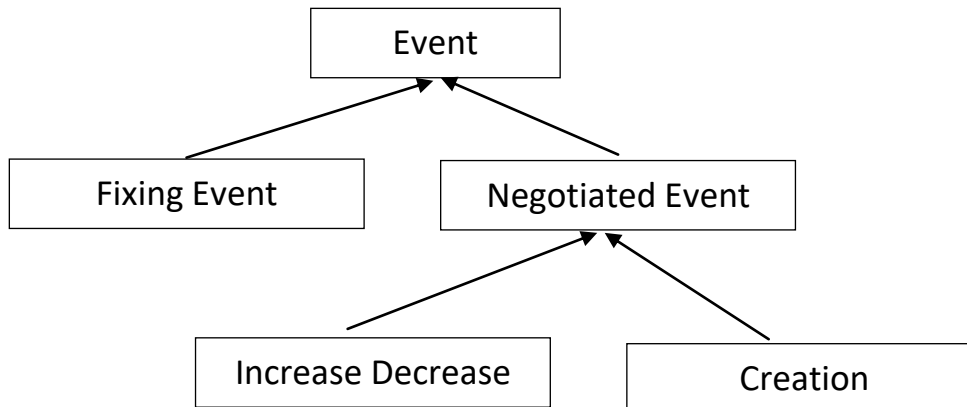 Event
Fixing Event
Negotiated Event
Increase Decrease
Creation